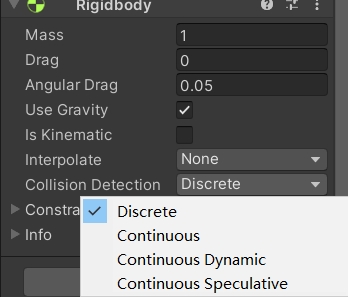 Rigidbody
Mass 1
Drag 0
Angular Drag 0.05
Use Gravity
Is Kinematic
Interpolate None
Collision Detection Discrete
Constra
Discrete
Continuous
Info
Continuous Dynamic
Continuous Speculative